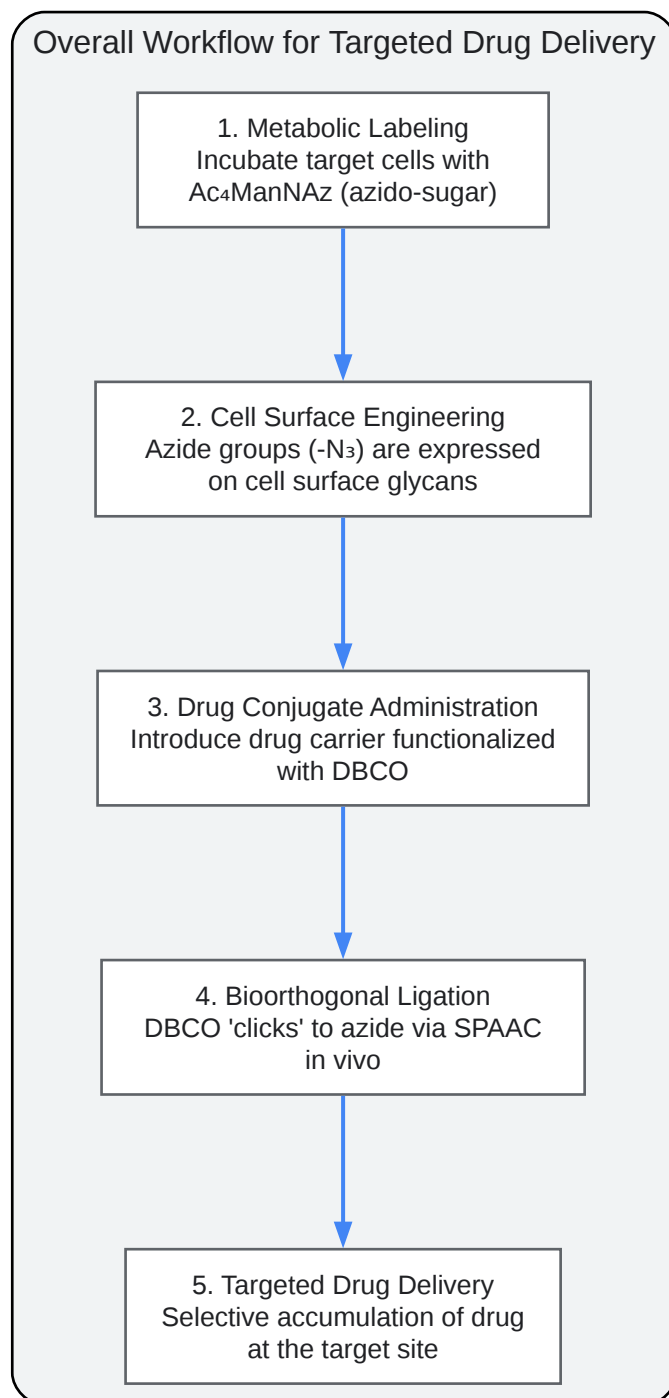 Overall Workflow for Targeted Drug Delivery
1. Metabolic Labeling
Incubate target cells with
Ac₄ManNAz (azido-sugar)
2. Cell Surface Engineering
Azide groups (-N₃) are expressed
on cell surface glycans
3. Drug Conjugate Administration
Introduce drug carrier functionalized
with DBCO
4. Bioorthogonal Ligation
DBCO 'clicks' to azide via SPAAC
in vivo
5. Targeted Drug Delivery
Selective accumulation of drug
at the target site